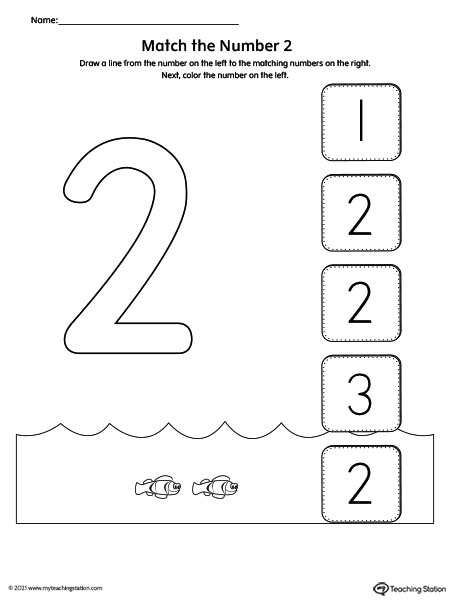 Name:
Match the Number 2
Draw a line from the number on the left to the matching numbers on the right.
Next, color the number on the left.
1
2
2
2
3
2
© 2021 www.myteachingstation.com
Teaching Station